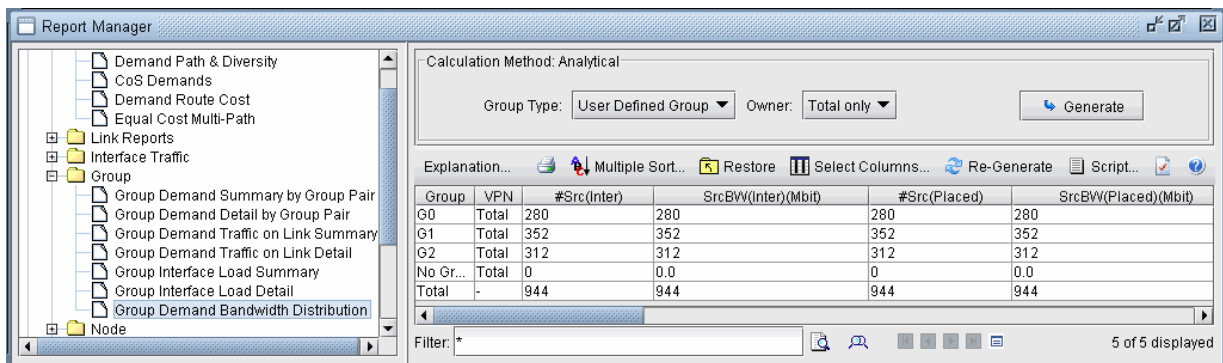 Report Manager
Demand Path & Diversity
CoS Demands
Demand Route Cost
Equal Cost Multi-Path
Link Reports
Interface Traffic
Group
Group Demand Summary by Group Pair
Group Demand Detail by Group Pair
Group Demand Traffic on Link Summary
Group Demand Traffic on Link Detail
Group Interface Load Summary
Group Interface Load Detail
Group Demand Bandwidth Distribution
Node
Calculation Method: Analytical
Group Type: User Defined Group Owner: Total only Generate
Explanation... Multiple Sort... Restore Select Columns... Re-Generate Script...
Group VPN #Src(Inter) SrcBW(Inter)(Mbit) #Src(Placed) SrcBW(Placed)(Mbit)
G0 Total 280 280 280 280
G1 Total 352 352 352 352
G2 Total 312 312 312 312
No Gr... Total 0 0.0 0 0.0
Total - 944 944 944 944
Filter: * 5 of 5 displayed